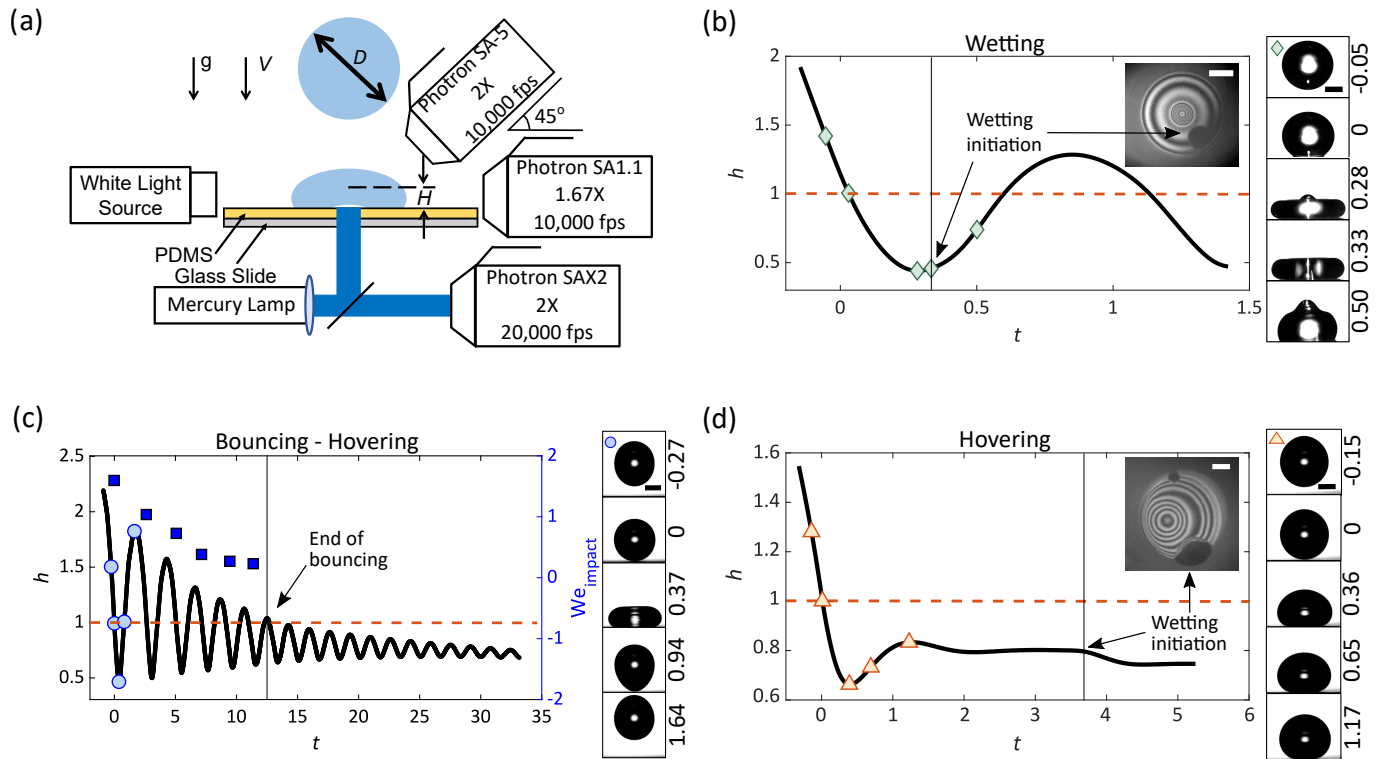 (a)
g
V
D
Photron SA-5
2X
10,000 fps
45°
White Light
Source
H
Photron SA1.1
1.67X
10,000 fps
PDMS
Glass Slide
Mercury Lamp
Photron SAX2
2X
20,000 fps
(b)
Wetting
2
1.5
1
0.5
0
h
0
0.5
1
1.5
t
Wetting
initiation
-0.05
0
0.28
0.33
0.50
(c)
Bouncing - Hovering
2.5
2
1.5
1
0.5
h
0
5
10
15
20
25
30
35
t
2
1
0
-1
-2
We_impact
End of
bouncing
-0.27
0
0.37
0.94
1.64
(d)
Hovering
1.6
1.4
1.2
1
0.8
0.6
h
0
1
2
3
4
5
6
t
Wetting
initiation
-0.15
0
0.36
0.65
1.17